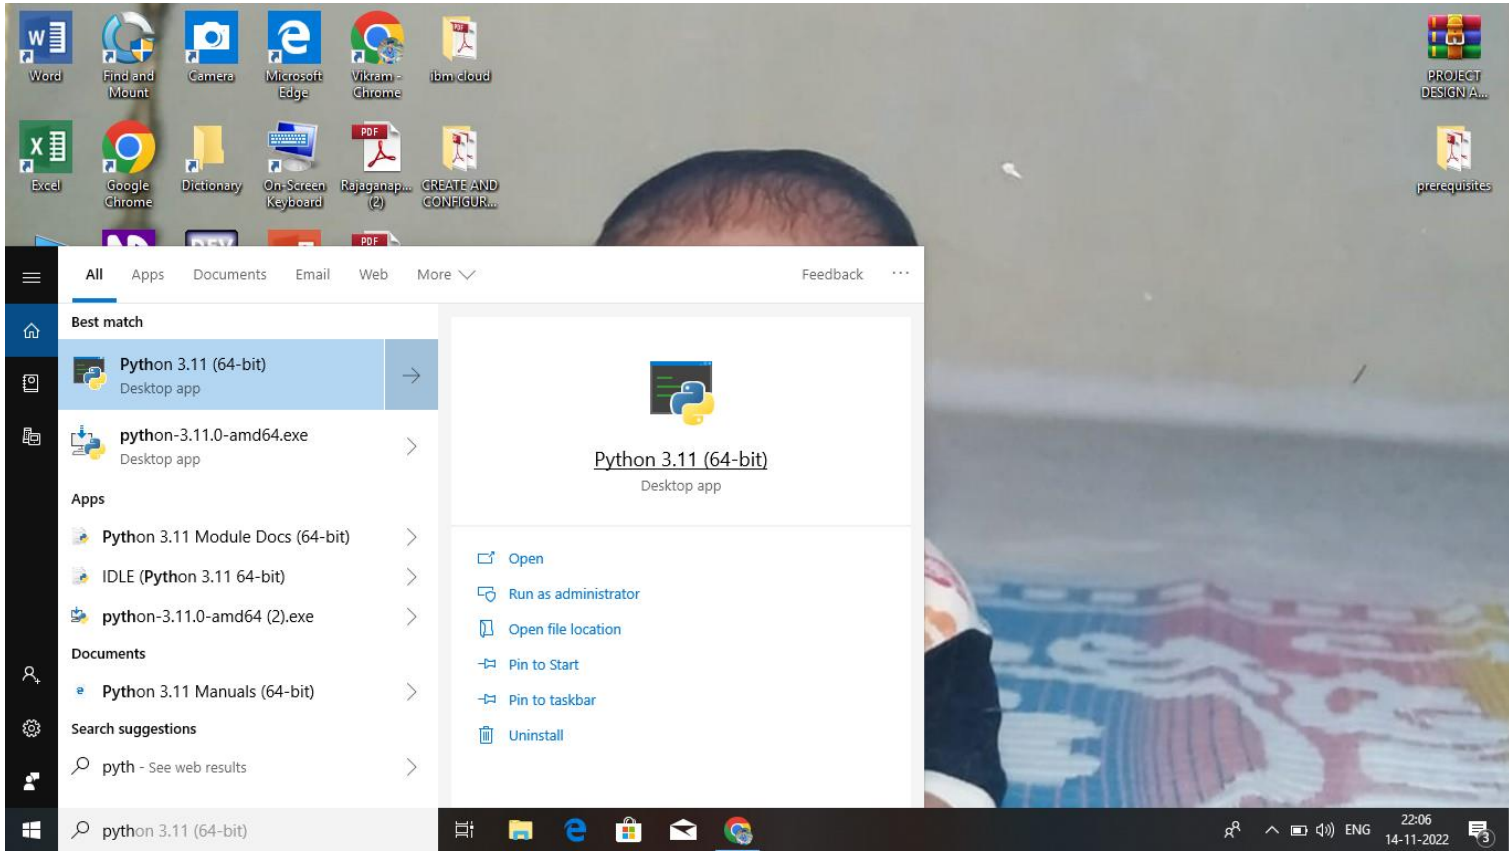 Word
Find and
Mount
Camera
Microsoft
Edge
Vikram -
Chrome
ibm cloud
PROJECT
DESIGN A...
Excel
Google
Chrome
Dictionary
On-Screen
Keyboard
PDF
Rajaganap...
(2)
CREATE AND
CONFIGUR...
prerequisites
DEV
PDF
All Apps Documents Email Web More Feedback ...
Best match
Python 3.11 (64-bit)
Desktop app
python-3.11.0-amd64.exe
Desktop app
Apps
Python 3.11 Module Docs (64-bit)
IDLE (Python 3.11 64-bit)
python-3.11.0-amd64 (2).exe
Documents
Python 3.11 Manuals (64-bit)
Search suggestions
pyth - See web results
python 3.11 (64-bit)
Python 3.11 (64-bit)
Desktop app
Open
Run as administrator
Open file location
Pin to Start
Pin to taskbar
Uninstall
ENG
22:06
14-11-2022
3